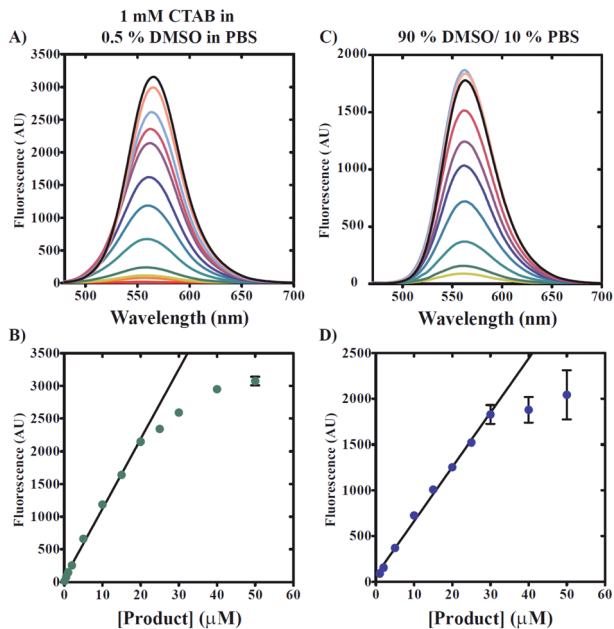 1 mM CTAB in
0.5 % DMSO in PBS
A)
3500
3000
2500
2000
1500
1000
500
0
Fluorescence (AU)
500 550 600 650 700
Wavelength (nm)
90 % DMSO/ 10 % PBS
C)
2000
1500
1000
500
0
Fluorescence (AU)
500 550 600 650 700
Wavelength (nm)
B)
3500
3000
2500
2000
1500
1000
500
0
Fluorescence (AU)
0 10 20 30 40 50 60
[Product] (μM)
D)
2500
2000
1500
1000
500
0
Fluorescence (AU)
0 10 20 30 40 50 60
[Product] (μM)